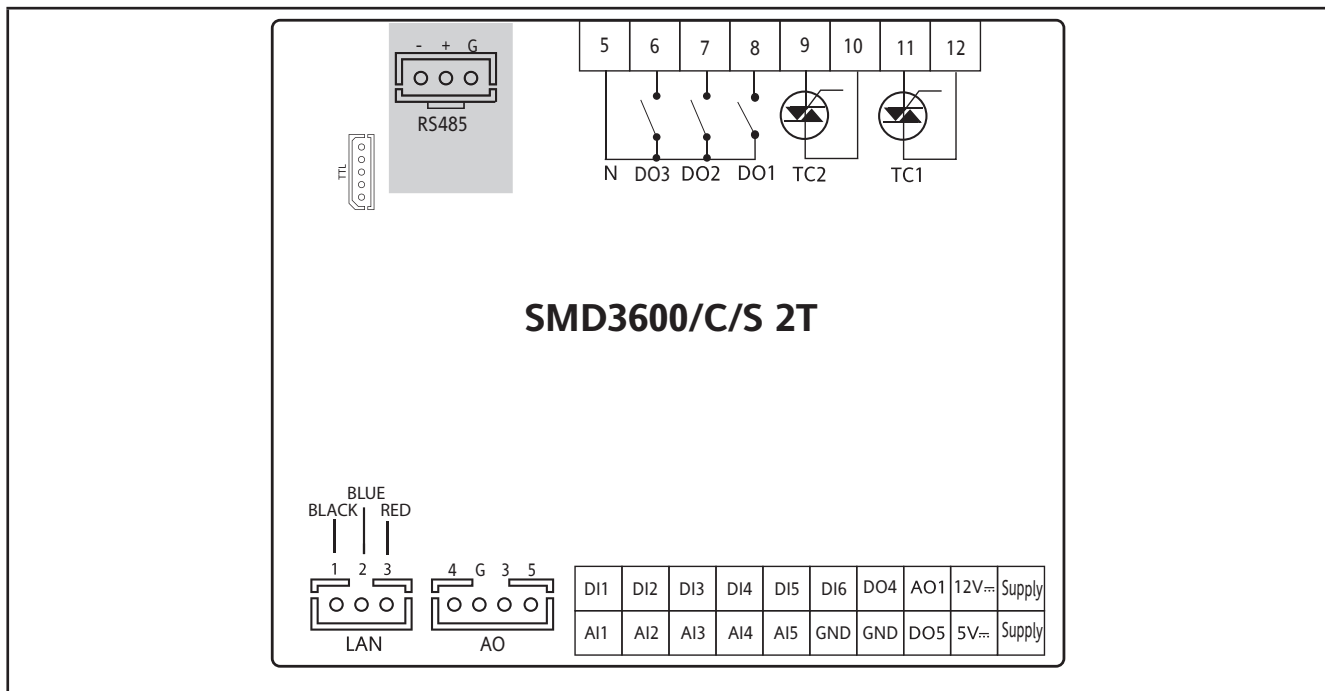 - + G
RS485
TTL
5 6 7 8 9 10 11 12
N DO3 DO2 DO1 TC2 TC1
SMD3600/C/S 2T
BLUE
BLACK RED
1 2 3
LAN
4 G 3 5
AO
DI1 DI2 DI3 DI4 DI5 DI6 DO4 AO1 12V⎓ Supply
AI1 AI2 AI3 AI4 AI5 GND GND DO5 5V⎓ Supply